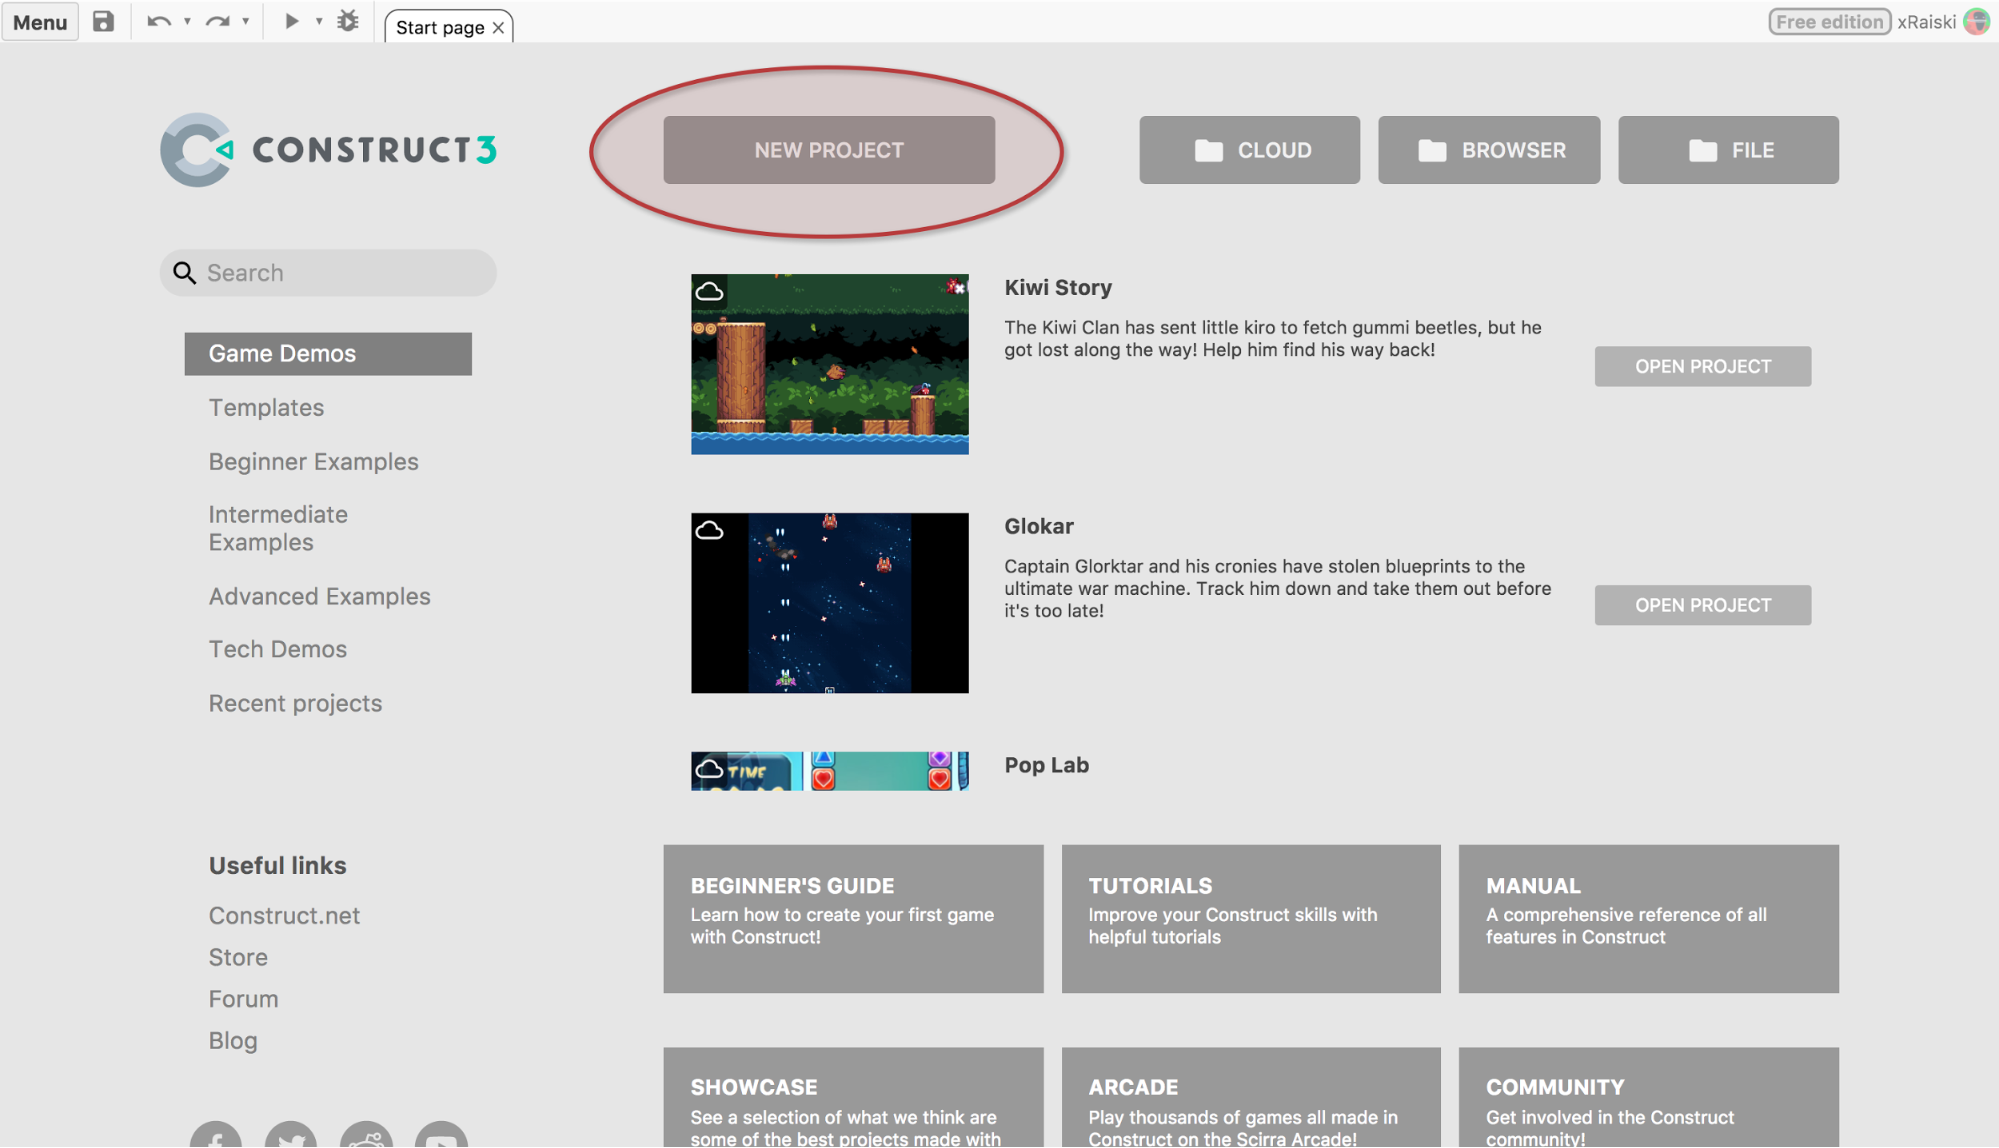 Menu
Start page
Free edition
xRaiski
CONSTRUCT 3
NEW PROJECT
CLOUD
BROWSER
FILE
Search
Game Demos
Templates
Beginner Examples
Intermediate
Examples
Advanced Examples
Tech Demos
Recent projects
Useful links
Construct.net
Store
Forum
Blog
Kiwi Story
The Kiwi Clan has sent little kiro to fetch gummi beetles, but he
got lost along the way! Help him find his way back!
OPEN PROJECT
Glokar
Captain Glorktar and his cronies have stolen blueprints to the
ultimate war machine. Track him down and take them out before
it's too late!
OPEN PROJECT
TIME
Pop Lab
BEGINNER'S GUIDE
Learn how to create your first game
with Construct!
TUTORIALS
Improve your Construct skills with
helpful tutorials
MANUAL
A comprehensive reference of all
features in Construct
SHOWCASE
See a selection of what we think are
some of the best projects made with
ARCADE
Play thousands of games all made in
Construct on the Scirra Arcade!
COMMUNITY
Get involved in the Construct
community!